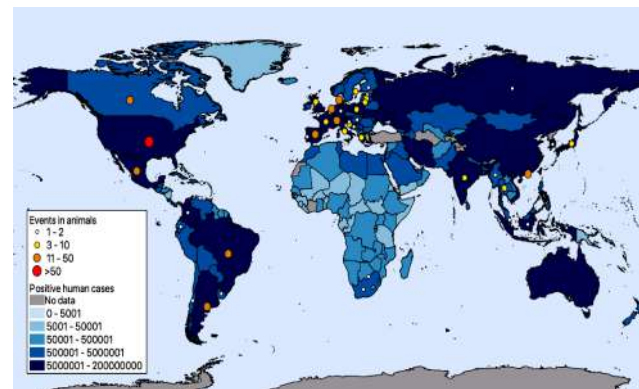 Events in animals
1 - 2
3 - 10
11 - 50
>50
Positive human cases
No data
0 - 5001
5001 - 50001
50001 - 500001
500001 - 5000001
5000001 - 200000000